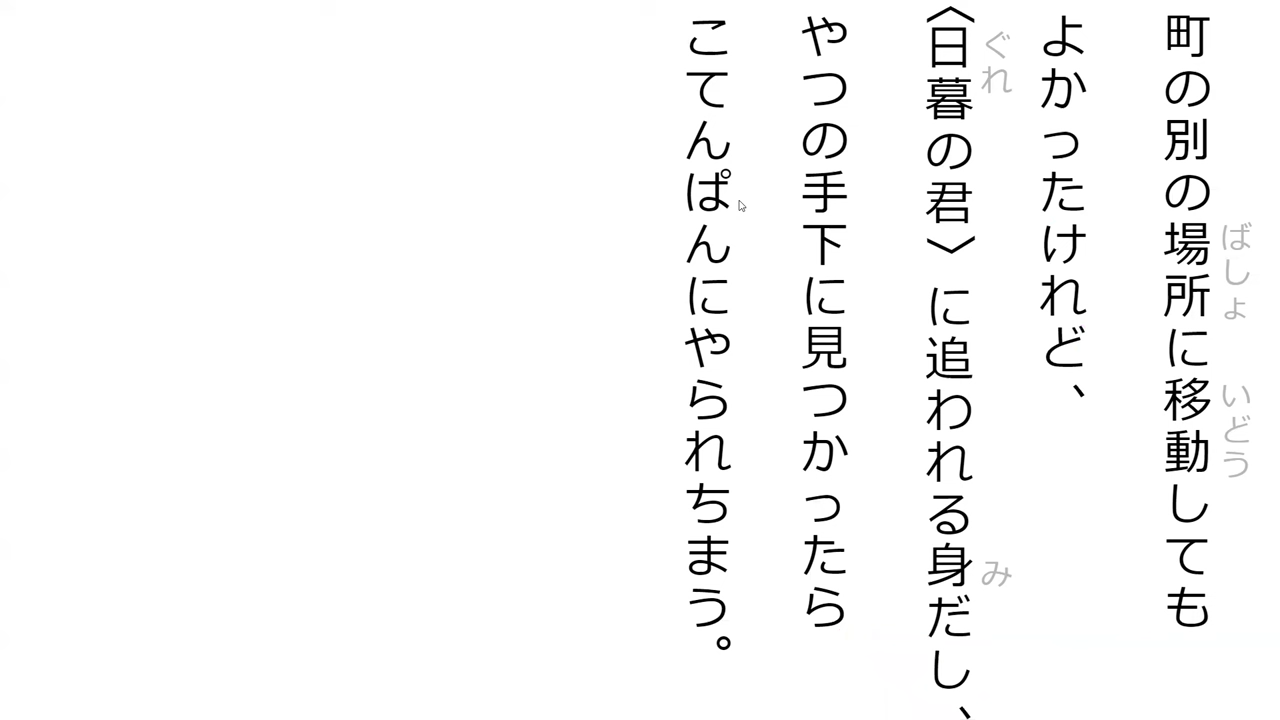 町の別の場所に移動しても
よかったけれど、
〈日暮の君〉に追われる身だし、
やつの手下に見つかったら
こてんぱんにやられちまう。